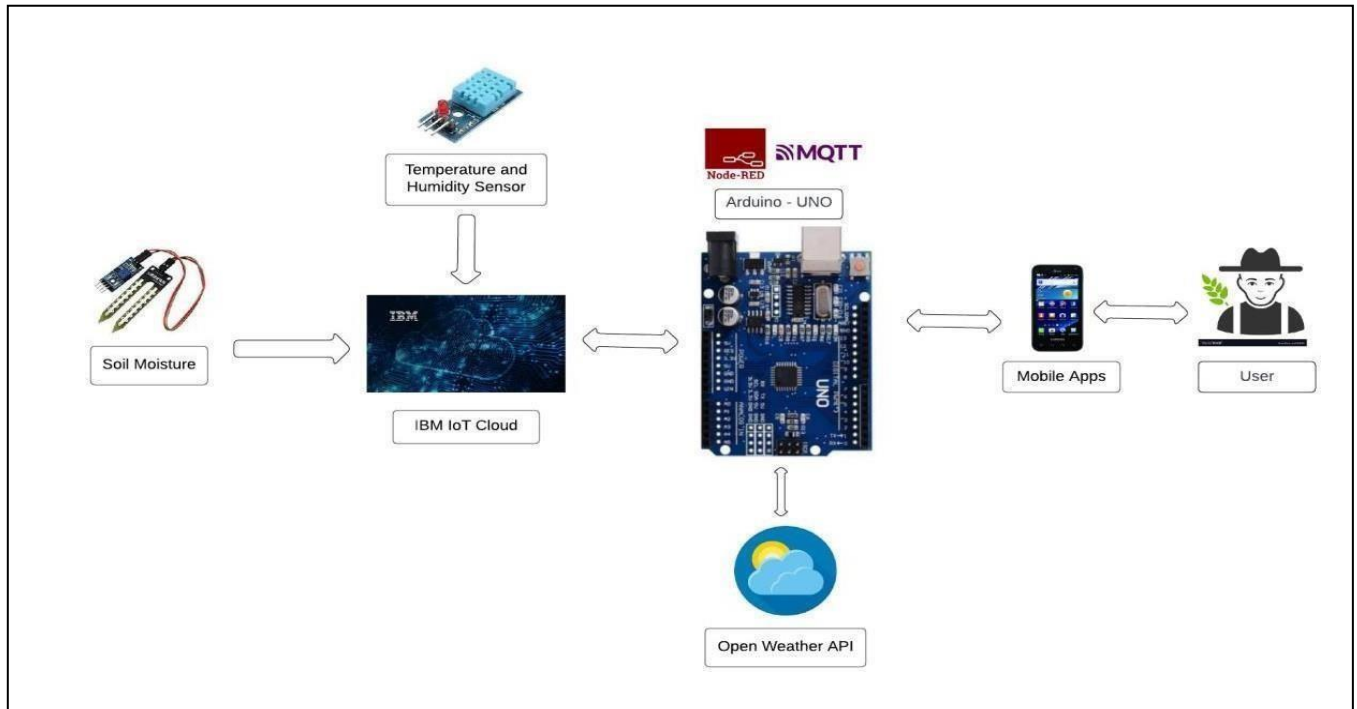 Temperature and
Humidity Sensor
Node-RED
MQTT
Arduino - UNO
Soil Moisture
IBM
IBM IoT Cloud
UNO
Mobile Apps
User
Open Weather API